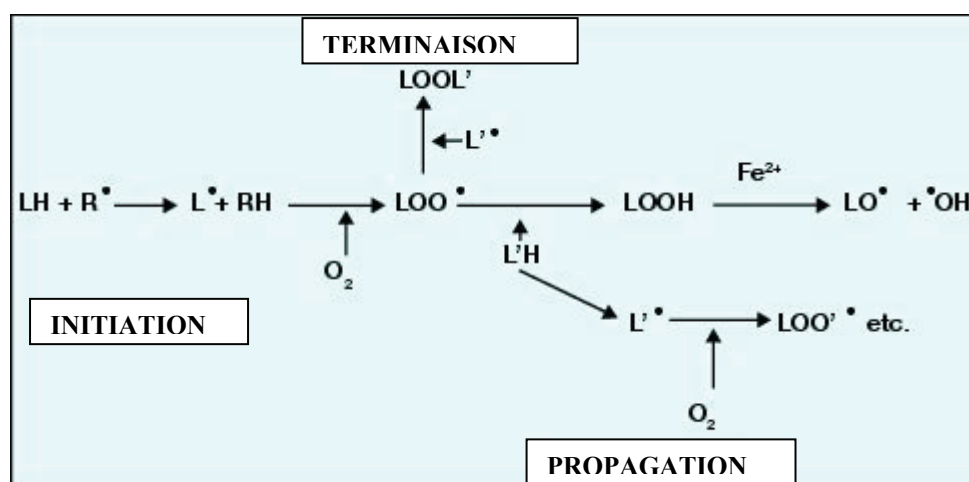 TERMINAISON
LOOL’
L’•
Fe²⁺
LH + R• L•+ RH LOO• LOOH LO• + •OH
O₂
L’H
INITIATION
L’• LOO’• etc.
O₂
PROPAGATION